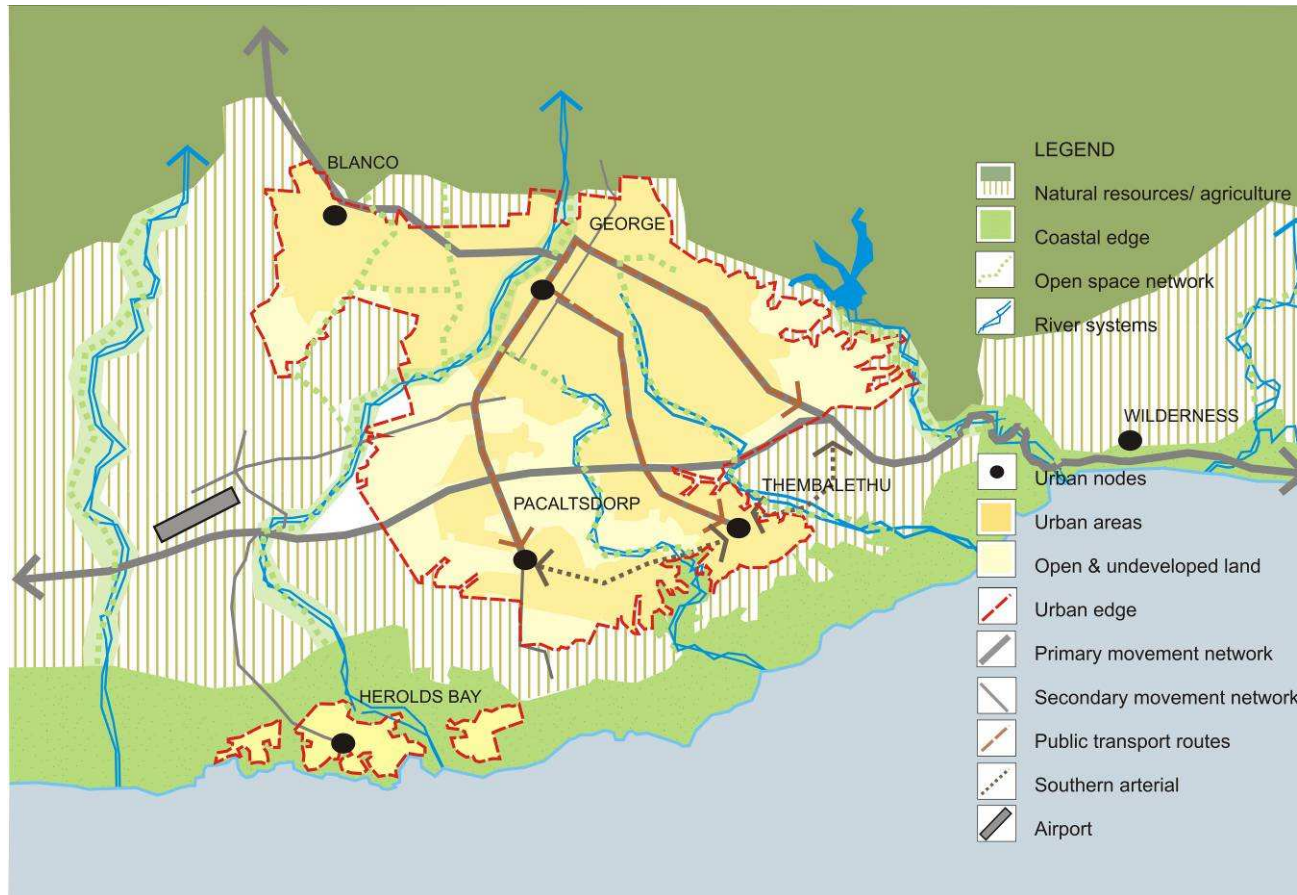 BLANCO
GEORGE
WILDERNESS
THEMBALETHU
PACALTSDORP
HEROLDS BAY
LEGEND
Natural resources/ agriculture
Coastal edge
Open space network
River systems
Urban nodes
Urban areas
Open & undeveloped land
Urban edge
Primary movement network
Secondary movement network
Public transport routes
Southern arterial
Airport